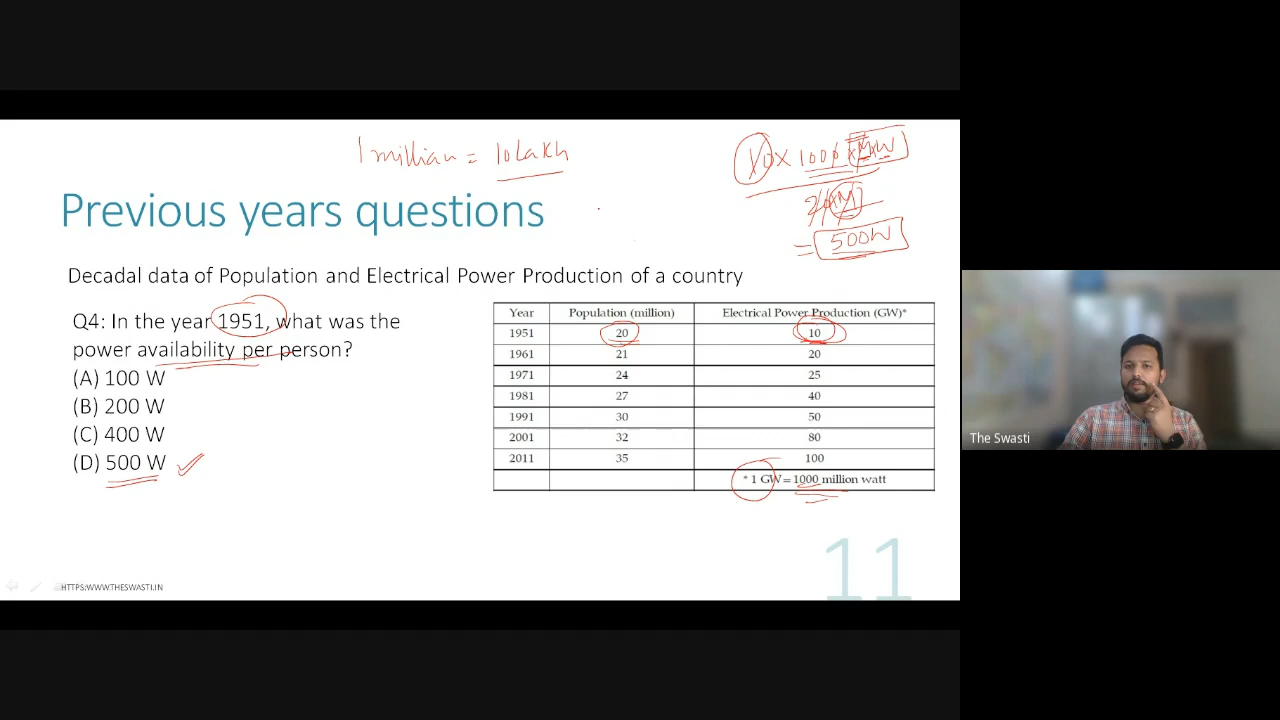 1 million = 10 Lakh
10 X 1000 X M X W
20 X M
= 500W
Previous years questions
Decadal data of Population and Electrical Power Production of a country
Q4: In the year 1951, what was the
power availability per person?
(A) 100 W
(B) 200 W
(C) 400 W
(D) 500 W
Year Population (million) Electrical Power Production (GW)*
1951 20 10
1961 21 20
1971 24 25
1981 27 40
1991 30 50
2001 32 80
2011 35 100
* 1 GW = 1000 million watt
The Swasti
11
HTTPS:WWW.THESWASTI.IN